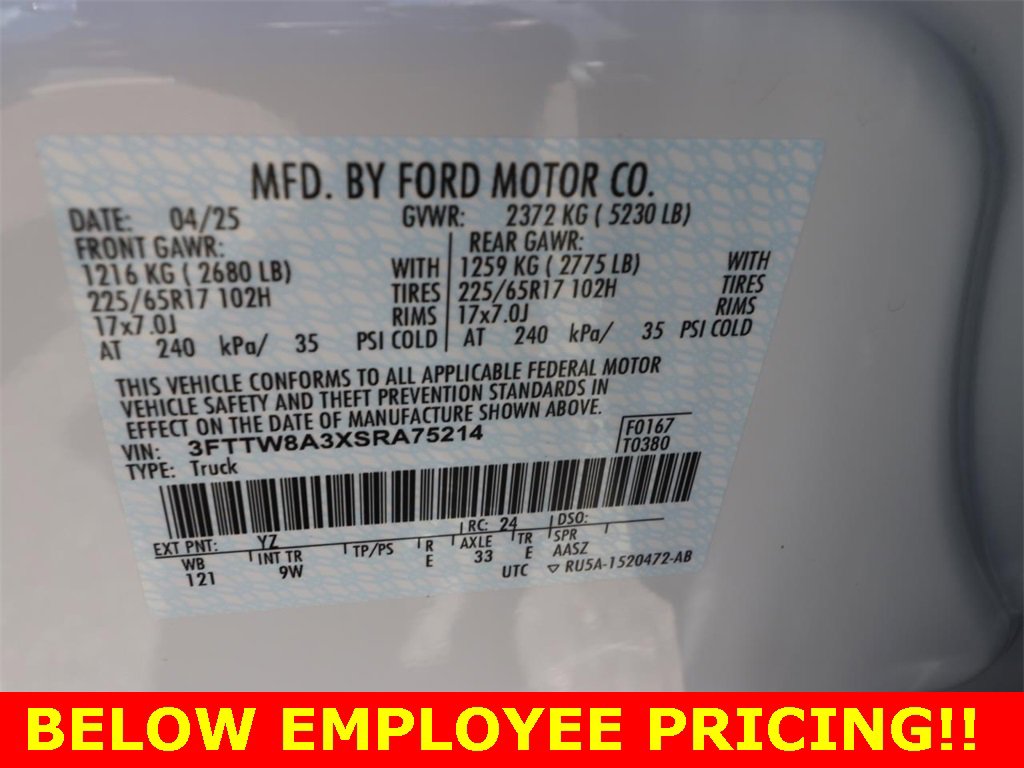 MFD. BY FORD MOTOR CO.
DATE: 04/25 GVWR: 2372 KG ( 5230 LB)
FRONT GAWR: REAR GAWR:
1216 KG ( 2680 LB) WITH 1259 KG ( 2775 LB) WITH
225/65R17 102H TIRES 225/65R17 102H TIRES
17x7.0J RIMS 17x7.0J RIMS
AT 240 kPa/ 35 PSI COLD AT 240 kPa/ 35 PSI COLD
THIS VEHICLE CONFORMS TO ALL APPLICABLE FEDERAL MOTOR
VEHICLE SAFETY AND THEFT PREVENTION STANDARDS IN
EFFECT ON THE DATE OF MANUFACTURE SHOWN ABOVE.
VIN: 3FTTW8A3XSRA75214 F0167
TYPE: Truck T0380
EXT PNT: YZ RC: 24 DSO:
WB INT TR TP/PS R AXLE TR SPR
121 9W E 33 E AASZ
UTC ▽ RU5A-1520472-AB
BELOW EMPLOYEE PRICING!!